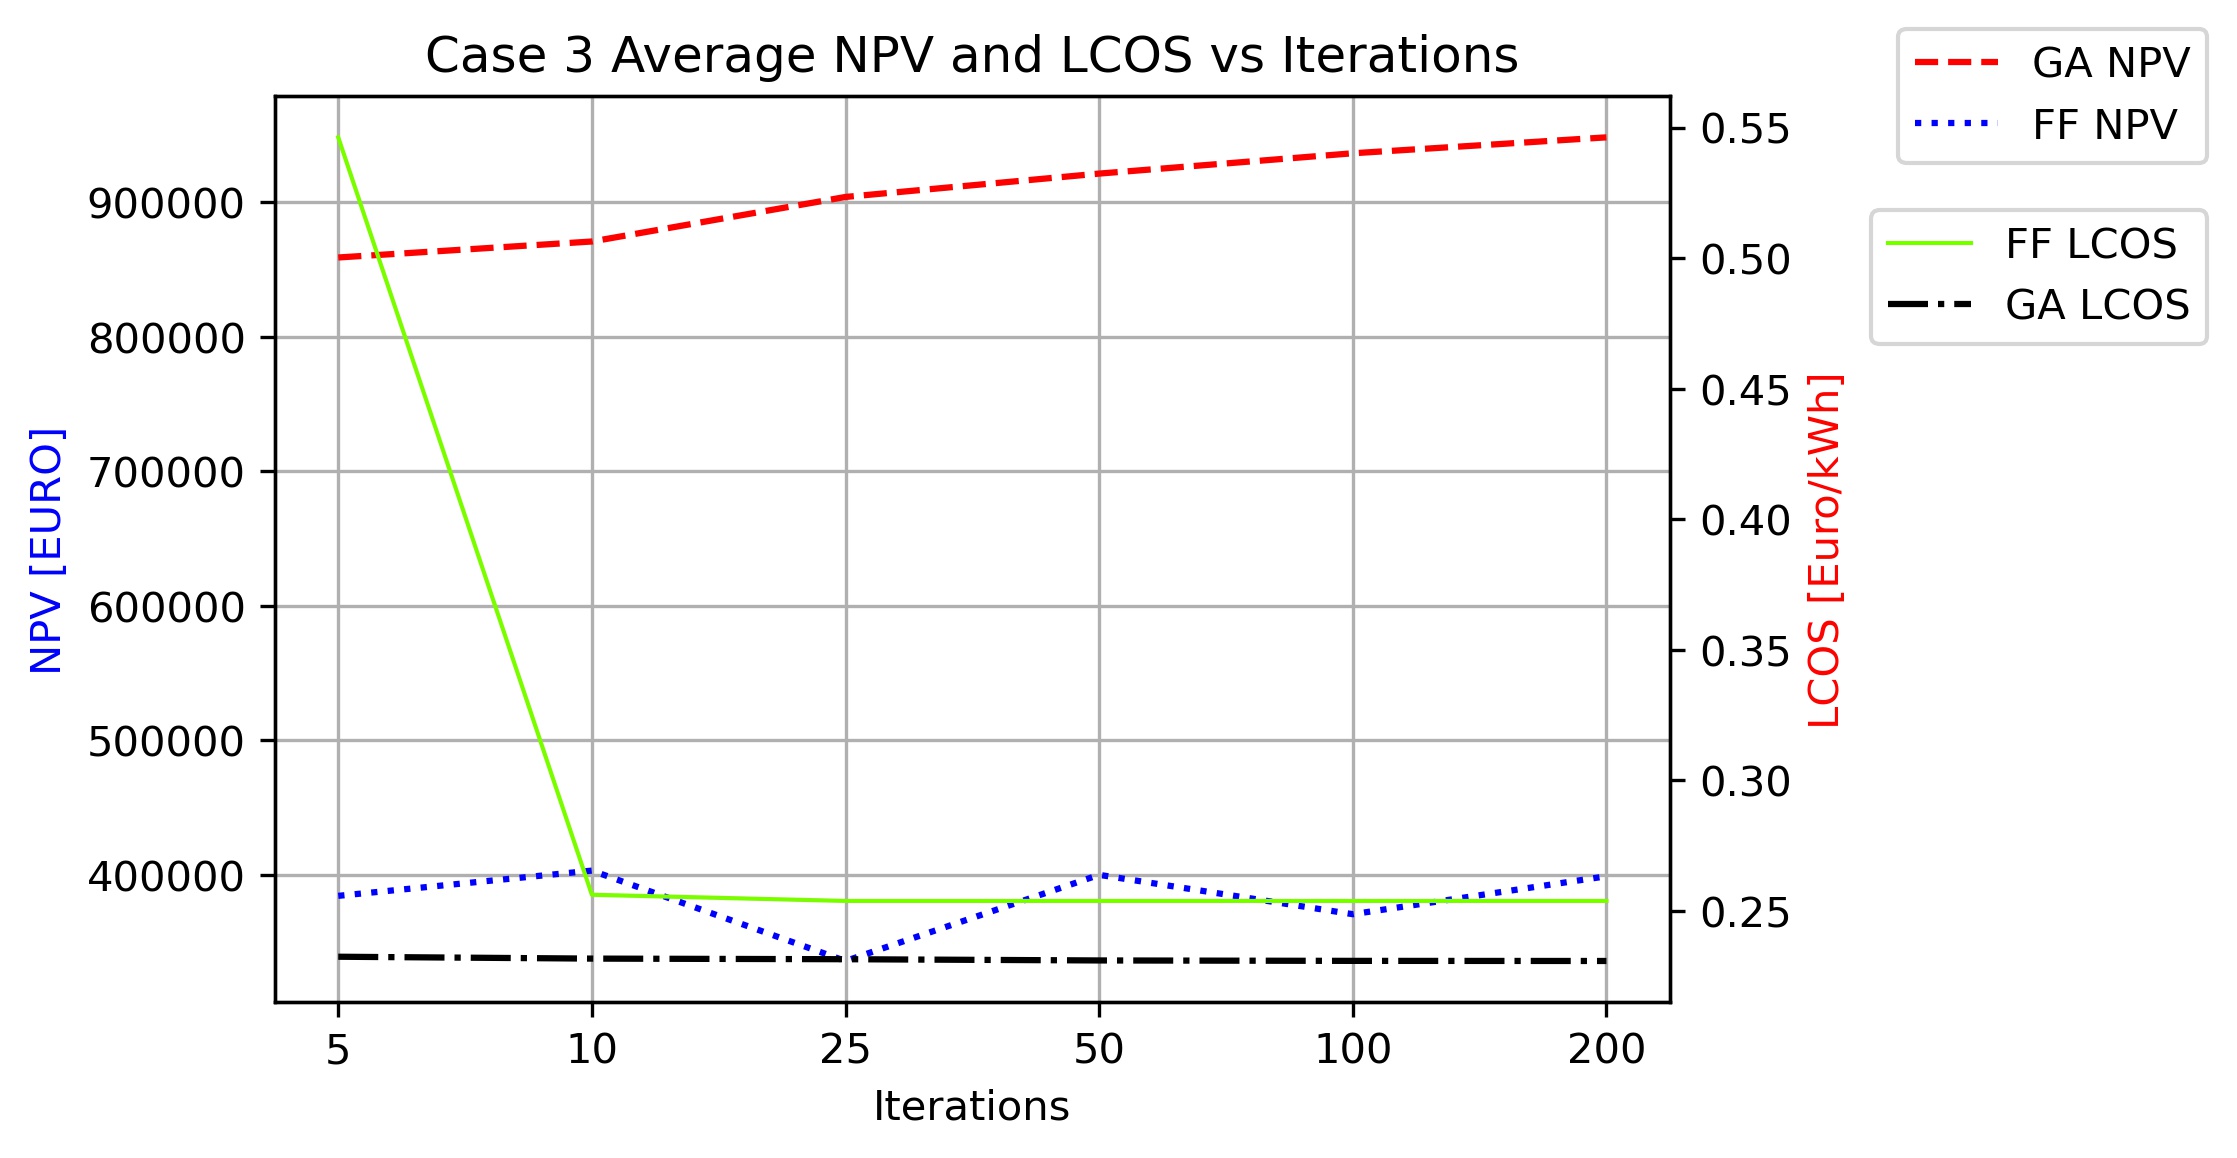 Case 3 Average NPV and LCOS vs Iterations
GA NPV
FF NPV
FF LCOS
GA LCOS
NPV [EURO]
900000
800000
700000
600000
500000
400000
0.55
0.50
0.45
0.40
0.35
0.30
0.25
LCOS [Euro/kWh]
5 10 25 50 100 200
Iterations